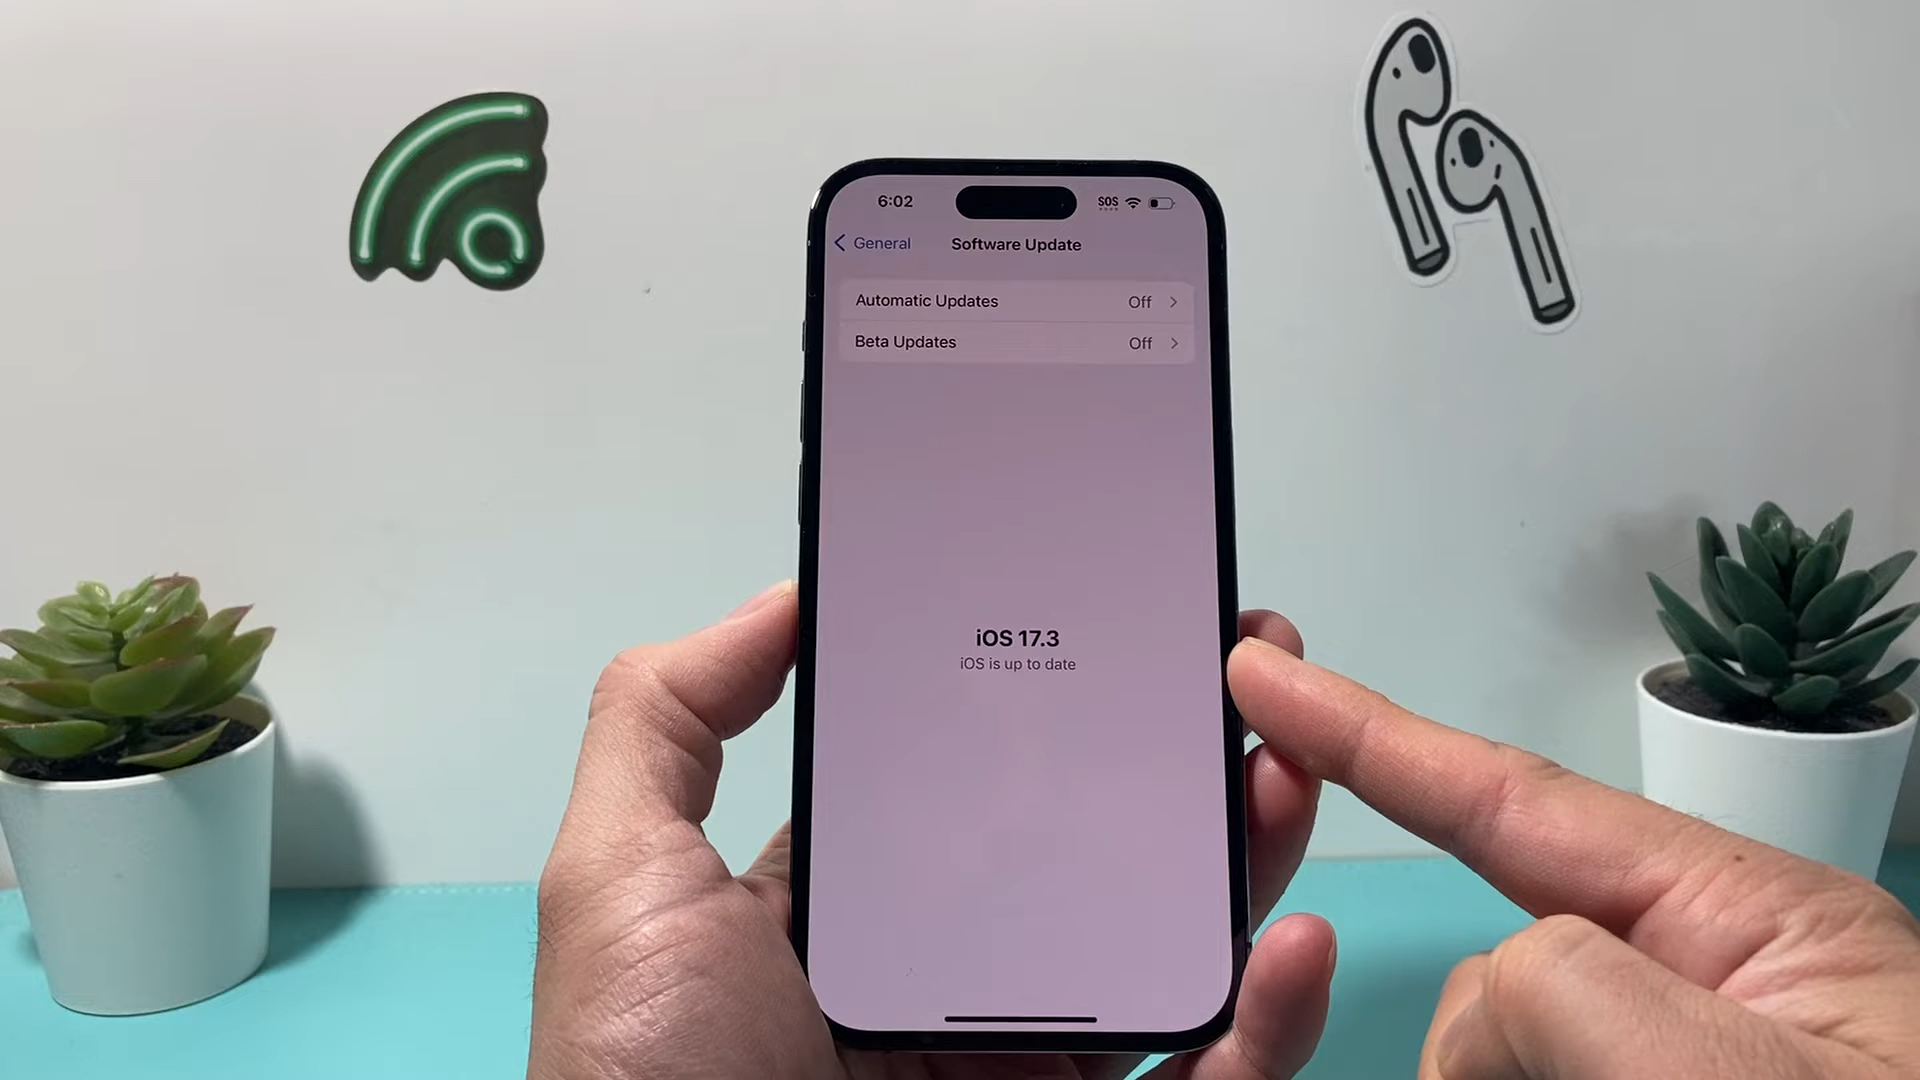 6:02 SOS
General Software Update
Automatic Updates Off
Beta Updates Off
iOS 17.3
iOS is up to date